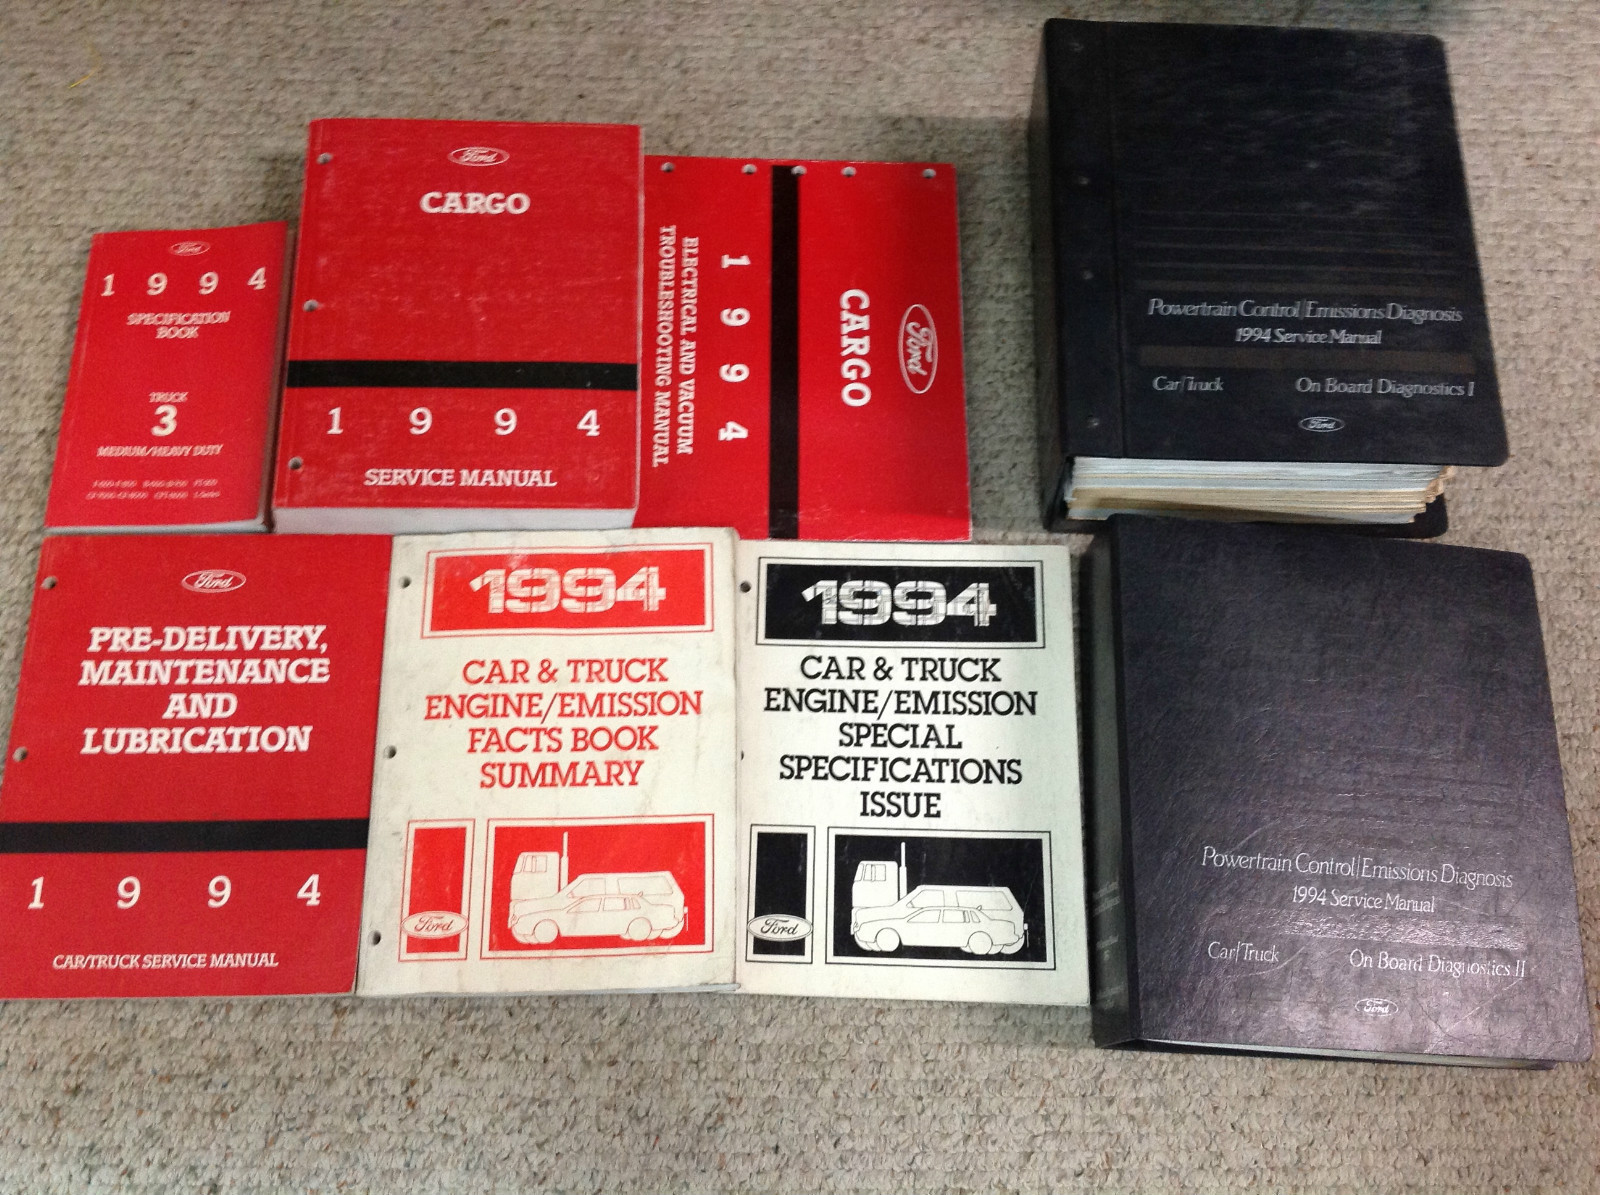 Ford
1 9 9 4
SPECIFICATION
BOOK
TRUCK
3
MEDIUM/HEAVY DUTY
Ford
CARGO
1 9 9 4
SERVICE MANUAL
Ford
CARGO
1 9 9 4
ELECTRICAL AND VACUUM
TROUBLESHOOTING MANUAL
Powertrain Control/Emissions Diagnosis
1994 Service Manual
Car/Truck On Board Diagnostics I
Ford
Ford
PRE-DELIVERY,
MAINTENANCE
AND
LUBRICATION
1 9 9 4
CAR/TRUCK SERVICE MANUAL
1994
CAR & TRUCK
ENGINE/EMISSION
FACTS BOOK
SUMMARY
Ford
1994
CAR & TRUCK
ENGINE/EMISSION
SPECIAL
SPECIFICATIONS
ISSUE
Ford
Powertrain Control/Emissions Diagnosis
1994 Service Manual
Car/Truck On Board Diagnostics II
Ford